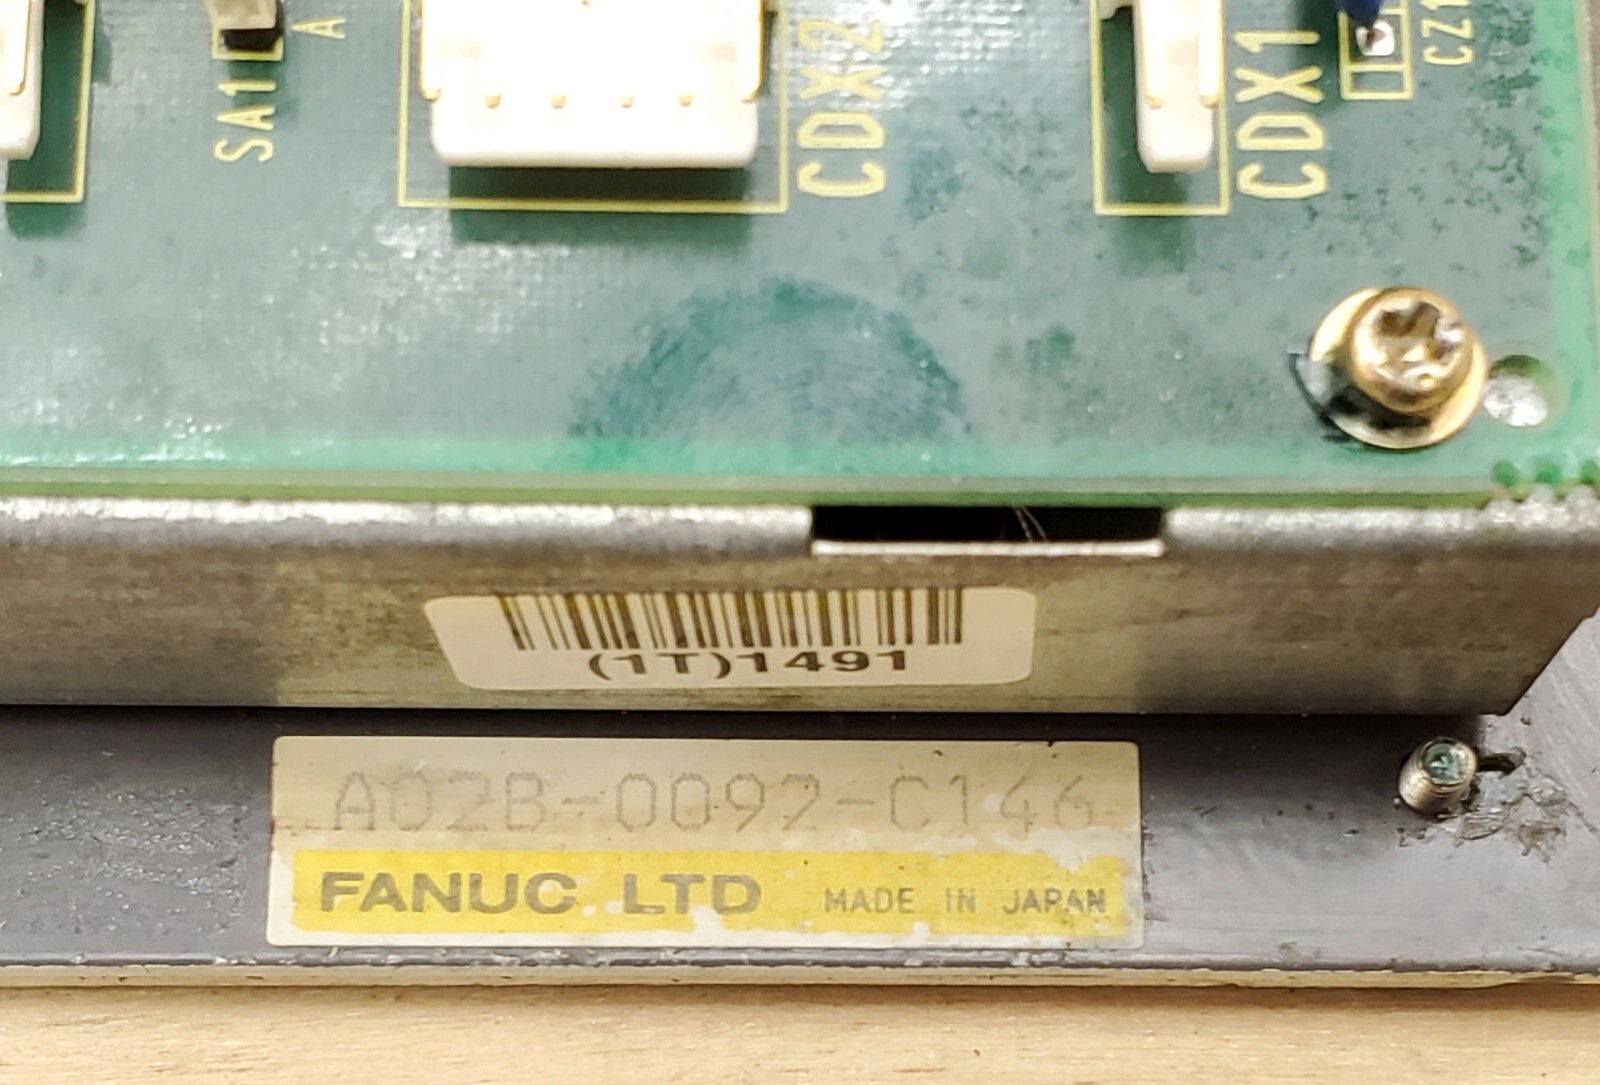 SA1
A
CDX2
CDX1
CZ1
(1T)1491
A02B-0092-C146
FANUC LTD MADE IN JAPAN